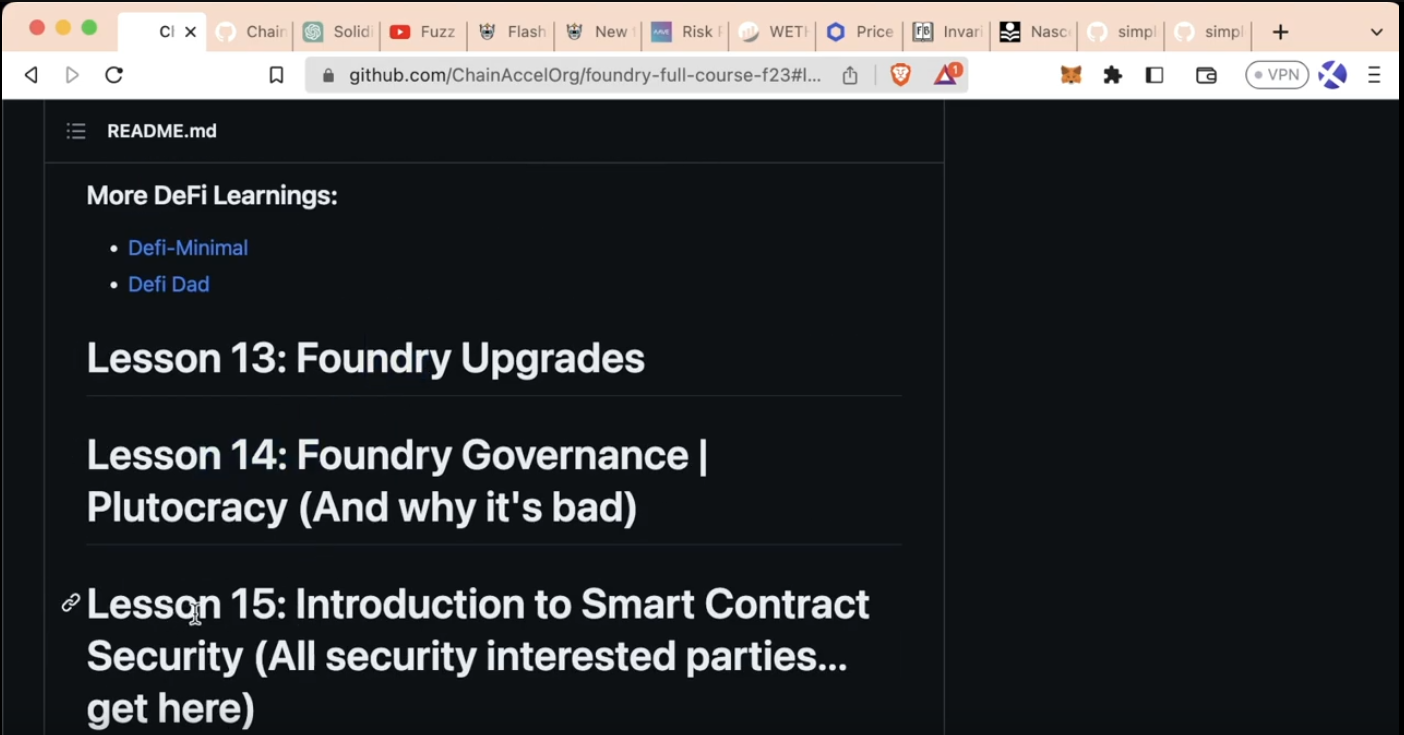 Cl
Chain
Solidi
Fuzz
Flash
New
Risk
WETH
Price
Invari
Nasc
simpl
simpl
github.com/ChainAccelOrg/foundry-full-course-f23#l...
1
VPN
README.md
More DeFi Learnings:
• Defi-Minimal
• Defi Dad
Lesson 13: Foundry Upgrades
Lesson 14: Foundry Governance |
Plutocracy (And why it's bad)
Lesson 15: Introduction to Smart Contract
Security (All security interested parties...
get here)